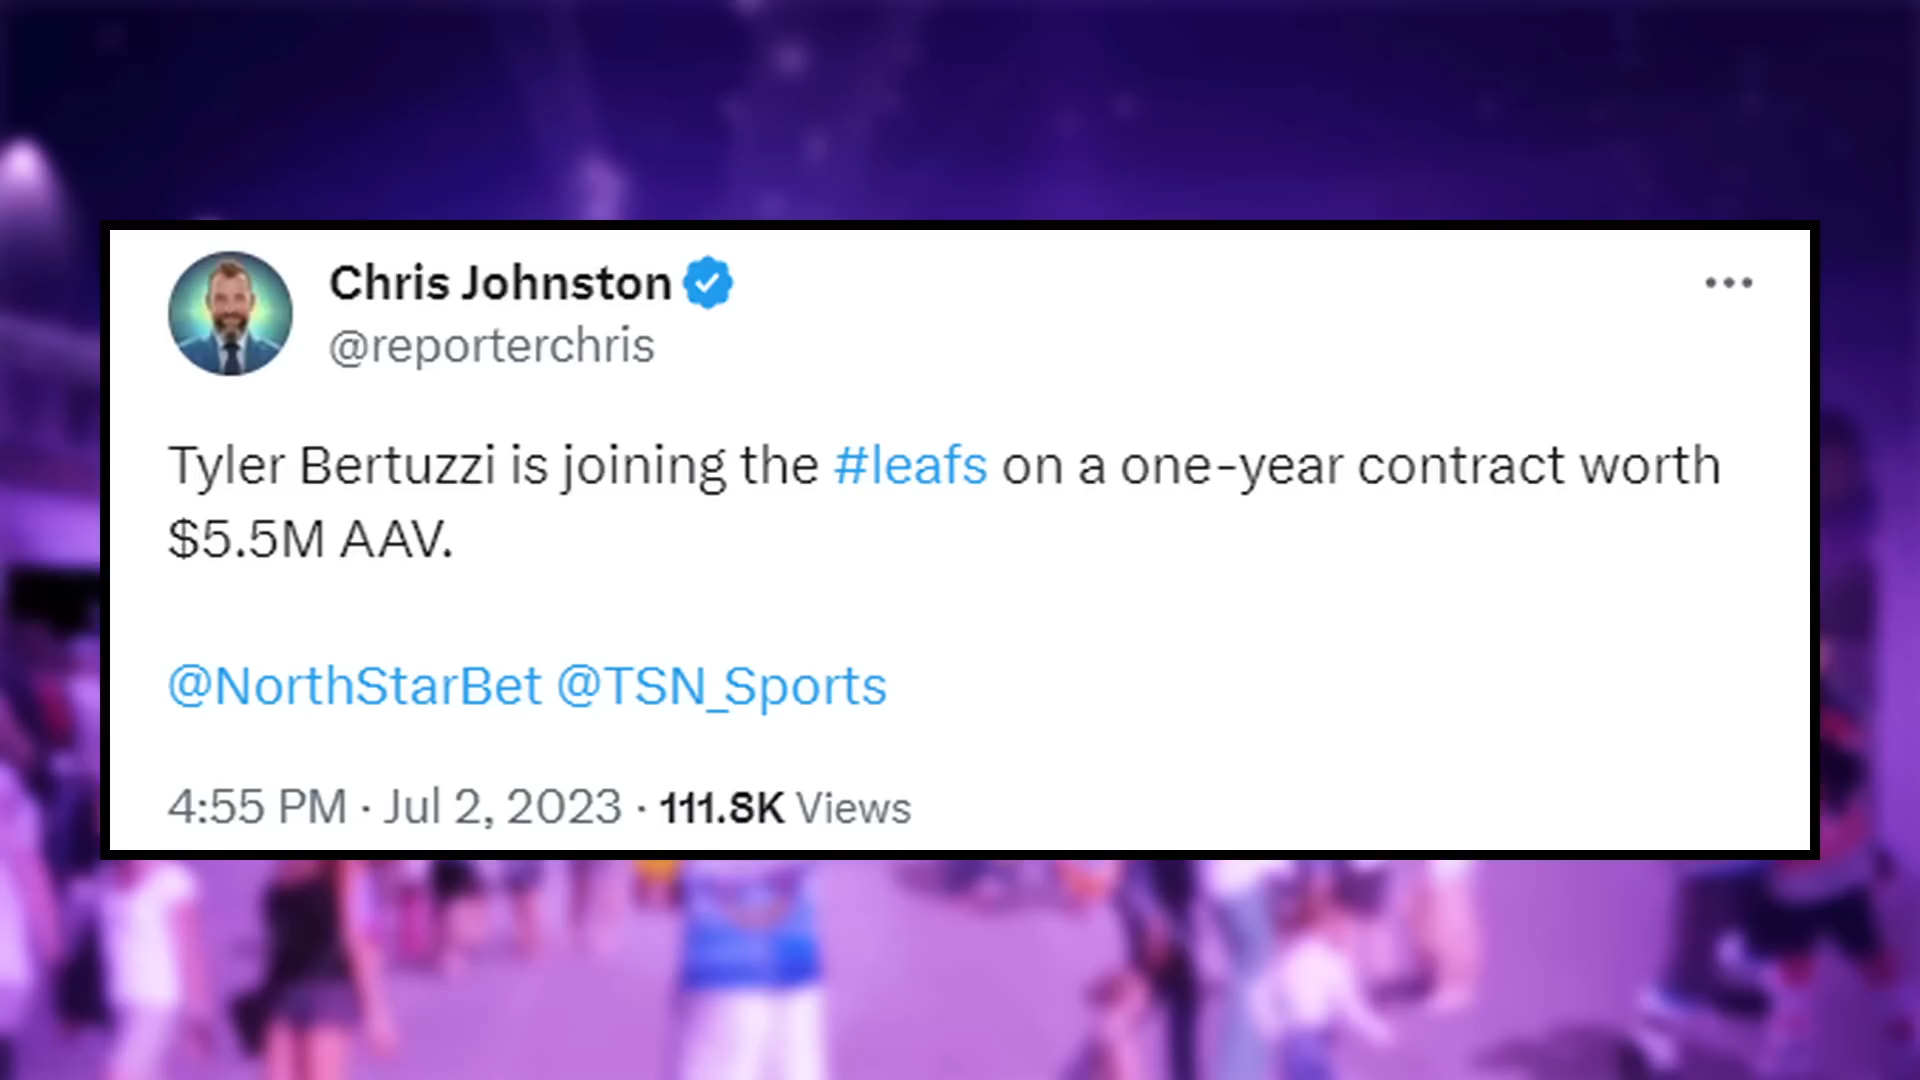 Chris Johnston
@reporterchris
Tyler Bertuzzi is joining the #leafs on a one-year contract worth
$5.5M AAV.
@NorthStarBet @TSN_Sports
4:55 PM · Jul 2, 2023 · 111.8K Views